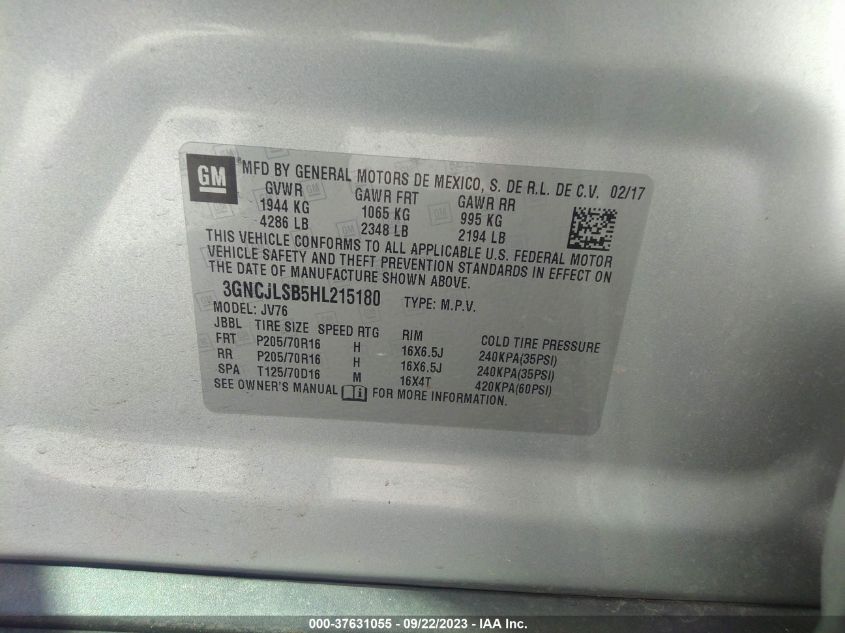 GM
MFD BY GENERAL MOTORS DE MEXICO, S. DE R.L. DE C.V. 02/17
GVWR GAWR FRT GAWR RR
1944 KG 1065 KG 995 KG
4286 LB 2348 LB 2194 LB
THIS VEHICLE CONFORMS TO ALL APPLICABLE U.S. FEDERAL MOTOR
VEHICLE SAFETY AND THEFT PREVENTION STANDARDS IN EFFECT ON
THE DATE OF MANUFACTURE SHOWN ABOVE.
3GNCJLSB5HL215180 TYPE: M.P.V.
MODEL: JV76
JBBL TIRE SIZE SPEED RTG RIM COLD TIRE PRESSURE
FRT P205/70R16 H 16X6.5J 240KPA(35PSI)
RR P205/70R16 H 16X6.5J 240KPA(35PSI)
SPA T125/70D16 M 16X4T 420KPA(60PSI)
SEE OWNER'S MANUAL FOR MORE INFORMATION.
000-37631055 - 09/22/2023 - IAA Inc.